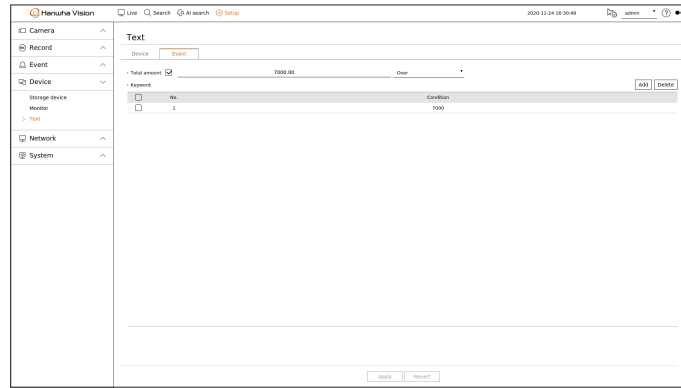 Hanwha Vision Live Search AI search Setup 2020-11-24 16:30:48 admin
Camera
Record
Event
Device
Storage device
Monitor
> Text
Network
System
Text
Device Event
Total amount 7000.00 Over
Keyword Add Delete
No. Condition
1 7000
Apply Revert